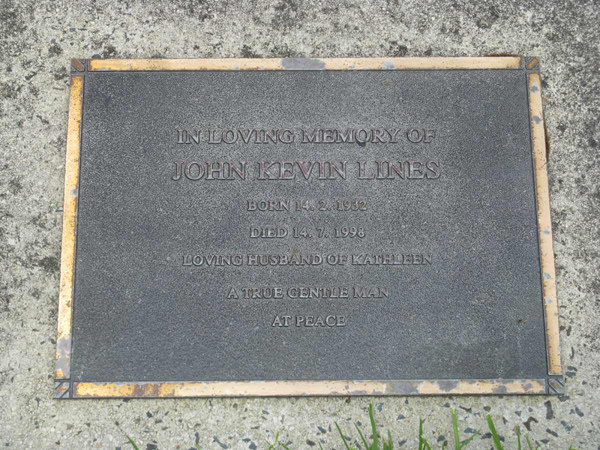 IN LOVING MEMORY OF
JOHN KEVIN LINES
BORN 14. 2. 1932
DIED 14. 7. 1998
LOVING HUSBAND OF KATHLEEN
A TRUE GENTLE MAN
AT PEACE